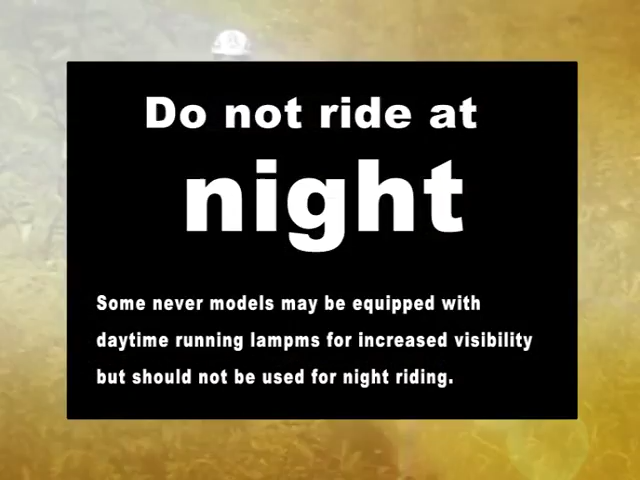 Do not ride at
night
Some never models may be equipped with
daytime running lampms for increased visibility
but should not be used for night riding.